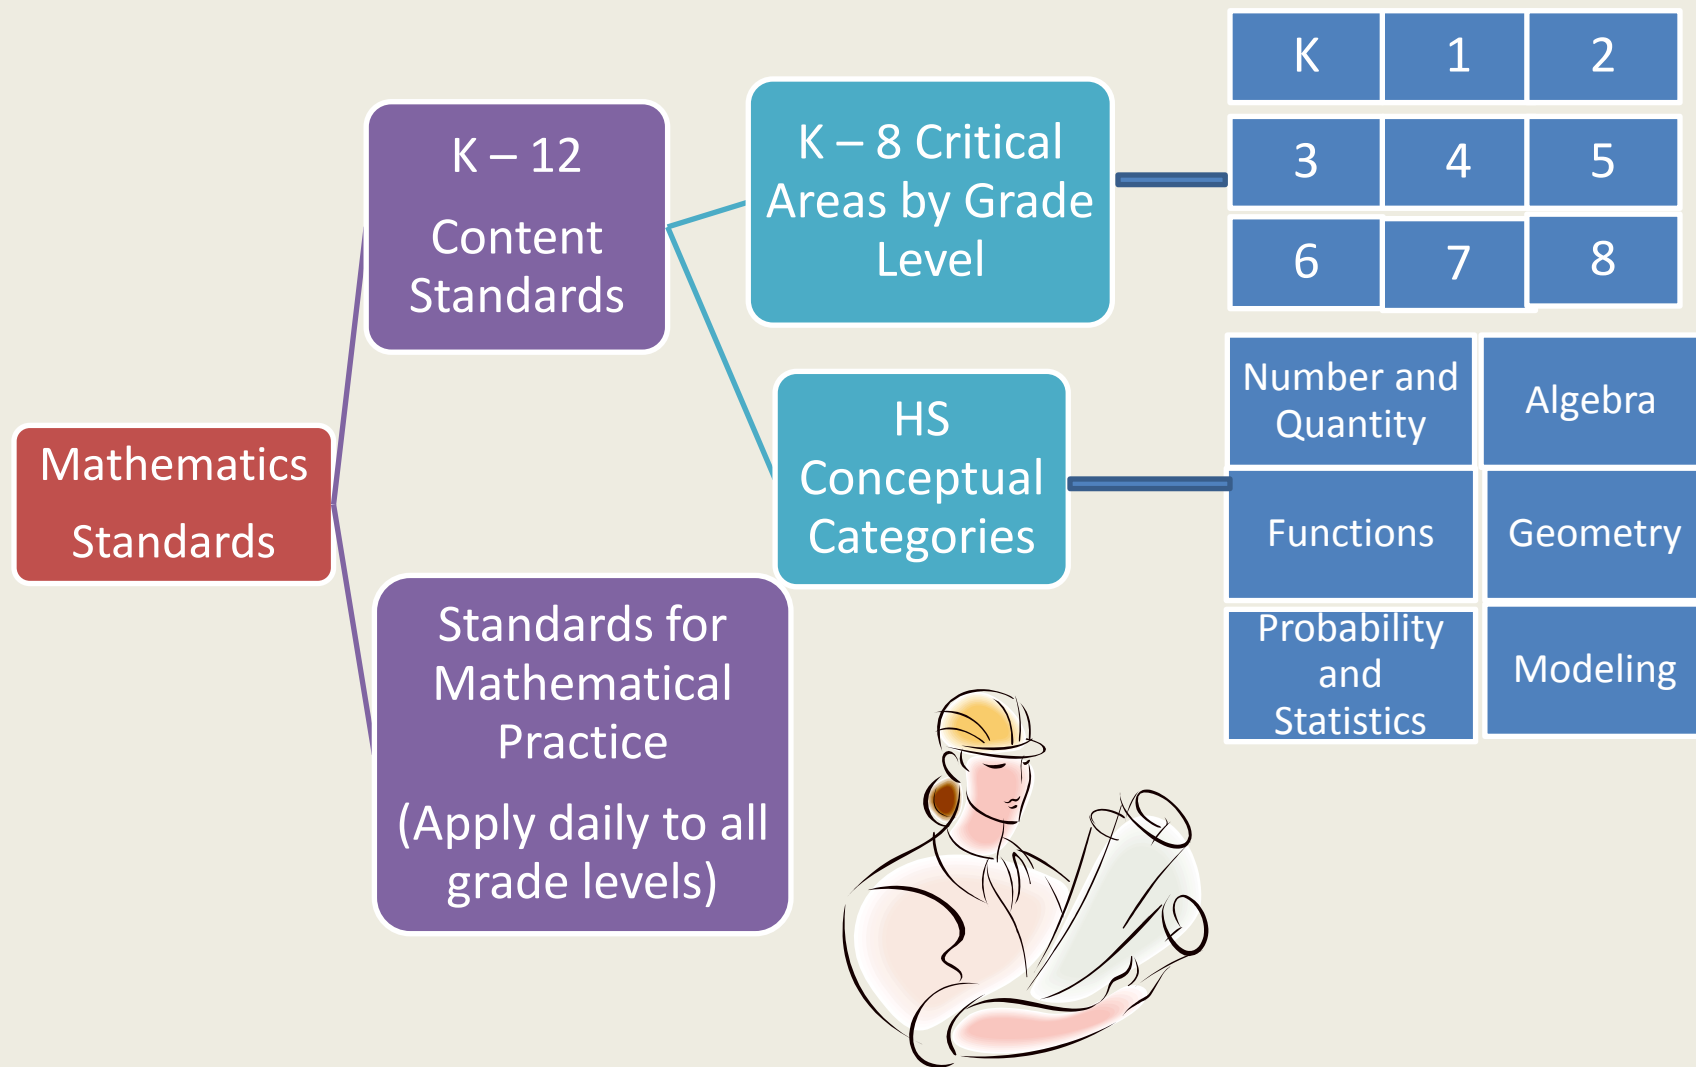 Mathematics
Standards
K – 12
Content
Standards
Standards for
Mathematical
Practice
(Apply daily to all
grade levels)
K – 8 Critical
Areas by Grade
Level
HS
Conceptual
Categories
K 1 2
3 4 5
6 7 8
Number and
Quantity
Algebra
Functions
Geometry
Probability
and
Statistics
Modeling